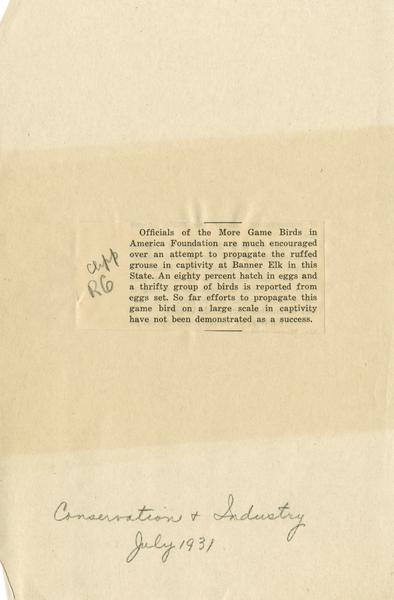 Officials of the More Game Birds in
America Foundation are much encouraged
over an attempt to propagate the ruffed
grouse in captivity at Banner Elk in this
State. An eighty percent hatch in eggs and
a thrifty group of birds is reported from
eggs set. So far efforts to propagate this
game bird on a large scale in captivity
have not been demonstrated as a success.
clipp
R6
Conservation + Industry
July 1931